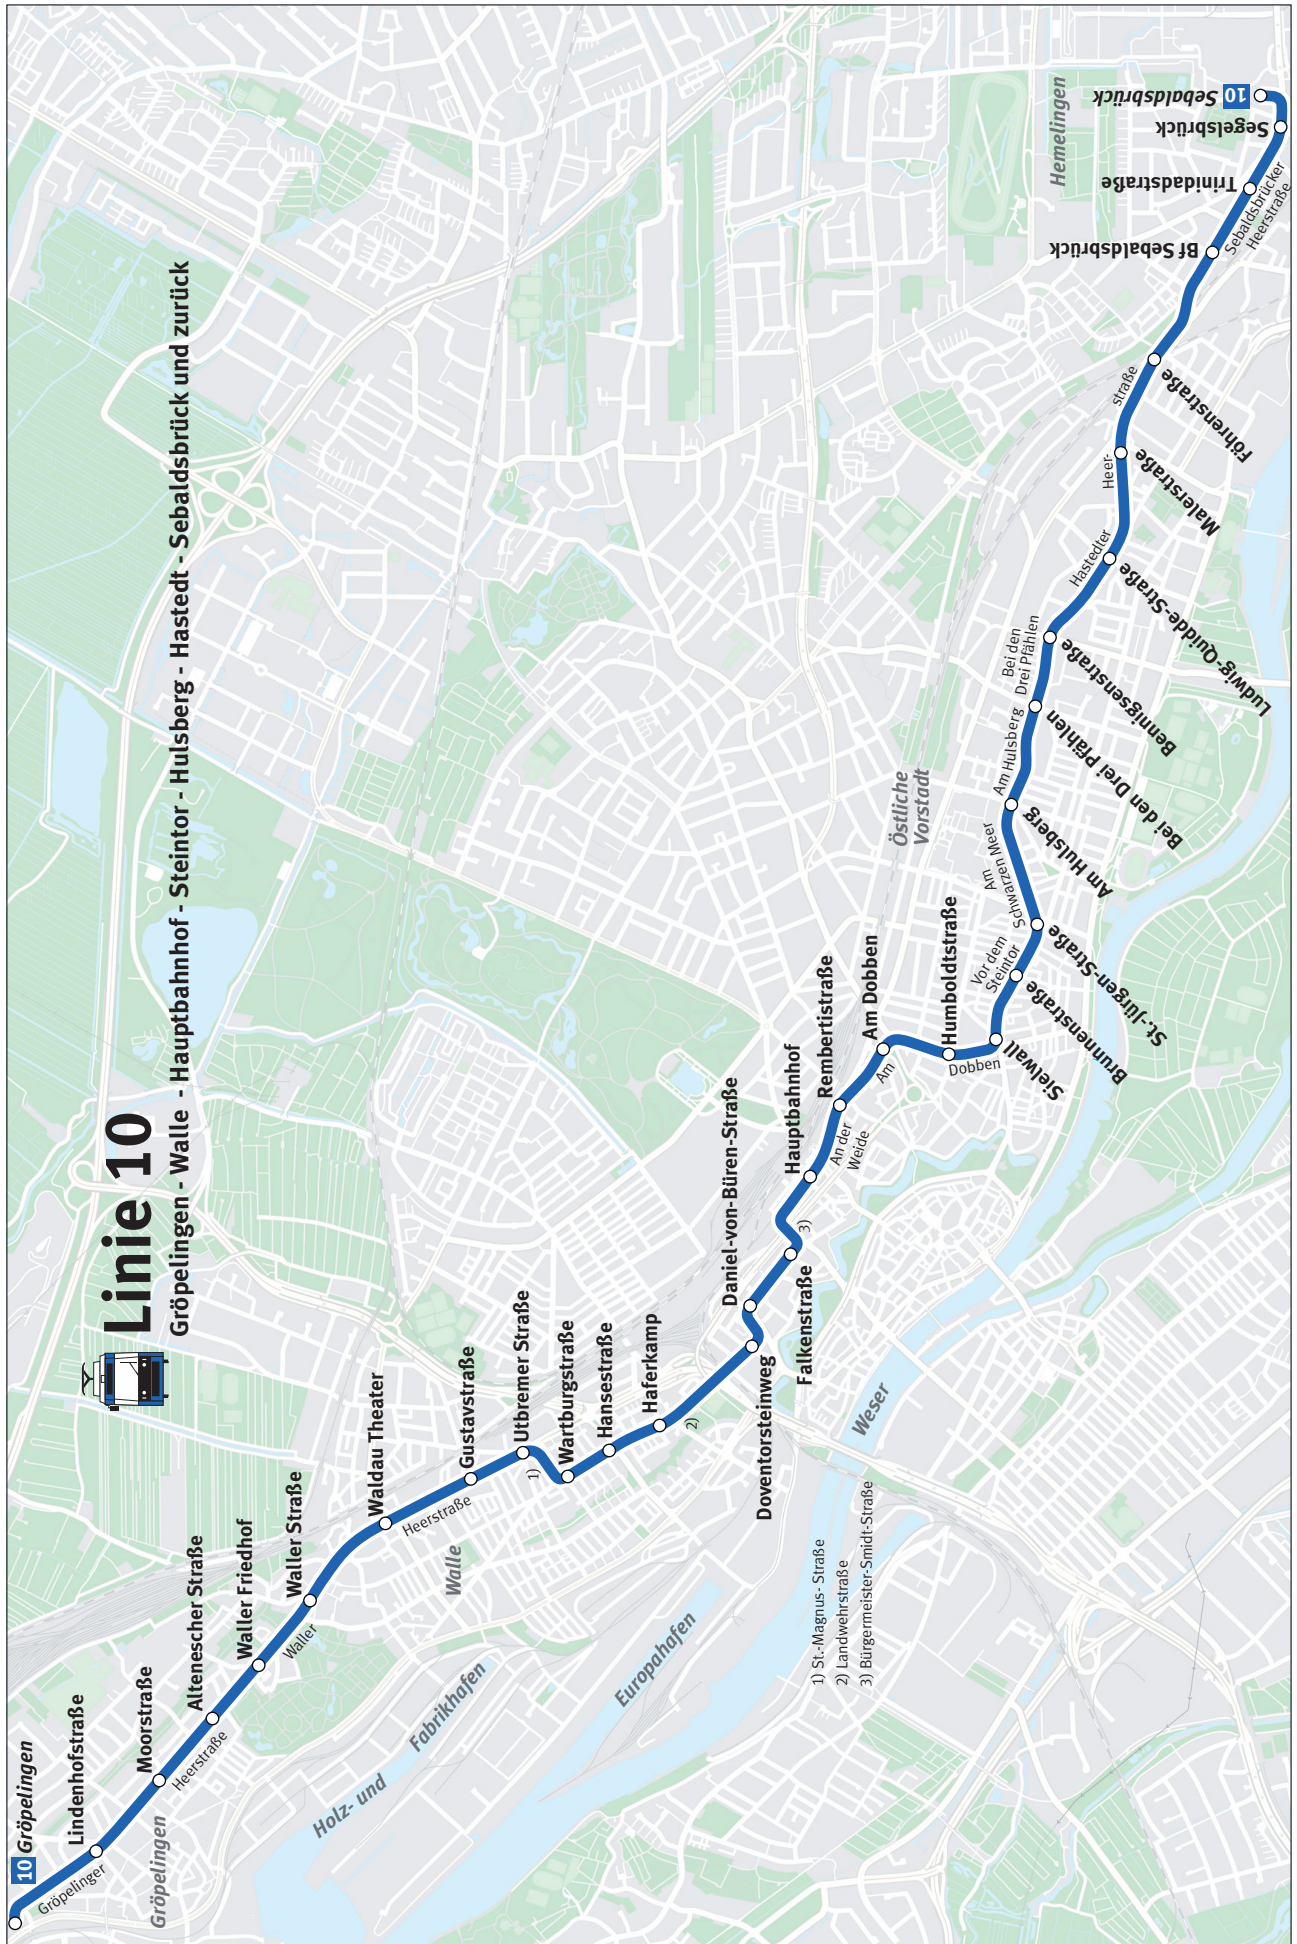 Linie 10
Gröpelingen - Walle - Hauptbahnhof - Steintor - Hulsberg - Hastedt - Sebaldsbrück und zurück
10 Gröpelingen
Gröpelinger
Lindenhofstraße
Gröpelingen
Moorstraße
Heerstraße
Altenescher Straße
Waller Friedhof
Waller
Waller Straße
Waldau Theater
Heerstraße
Walle
Gustavstraße
Utbremer Straße
1)
Wartburgstraße
Hansestraße
Haferkamp
2)
Doventorsteinweg
Daniel-von-Büren-Straße
Falkenstraße
3)
Hauptbahnhof
An der
Weide
Rembertistraße
Am Dobben
Am
Dobben
Humboldtstraße
Sielwall
Vor dem
Steintor
Brunnenstraße
St.-Jürgen-Straße
Am
Schwarzen Meer
Östliche
Vorstadt
Am Hulsberg
Am Hulsberg
Bei den Drei Pfählen
Bei den
Drei Pfählen
Bennigsenstraße
Hastedter
Ludwig-Quidde-Straße
Heer-
Malerstraße
straße
Föhrenstraße
Bf Sebaldsbrück
Sebaldsbrücker
Heerstraße
Trinidadstraße
Hemelingen
Segelsbrück
10 Sebaldsbrück
Holz- und
Fabrikhafen
Europahafen
Weser
1) St.-Magnus- Straße
2) Landwehrstraße
3) Bürgermeister-Smidt-Straße